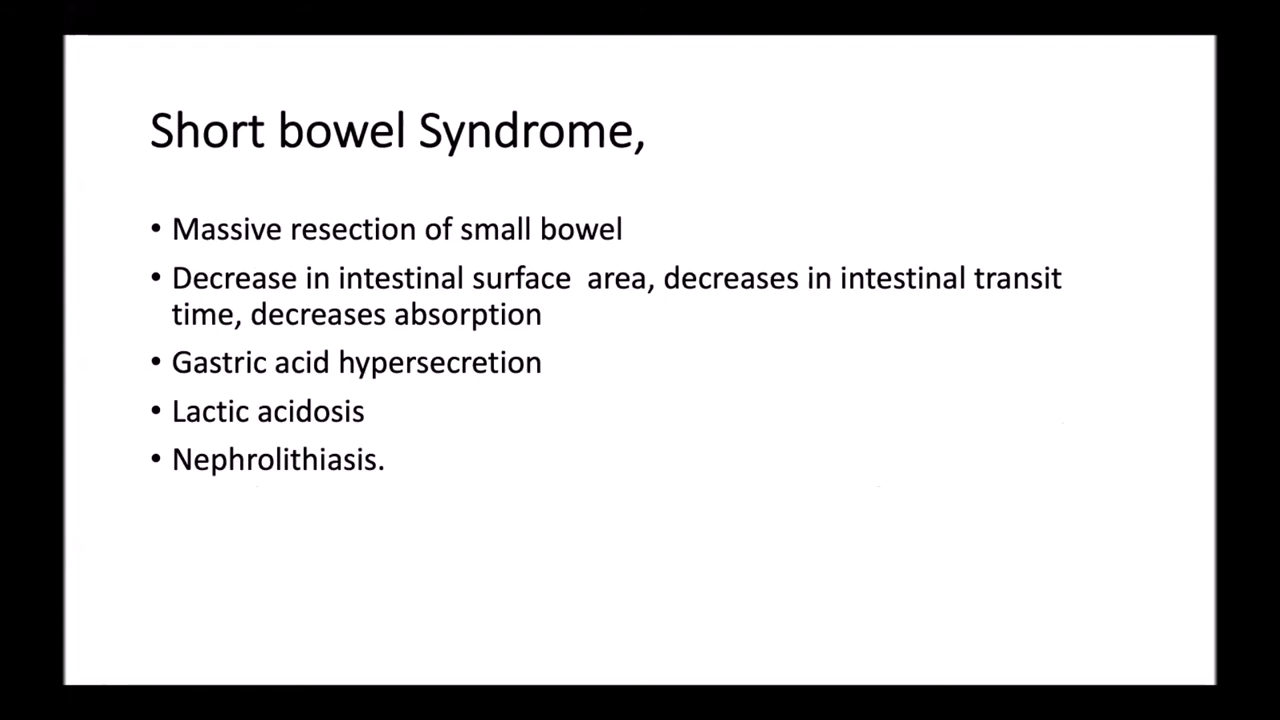 Short bowel Syndrome,
• Massive resection of small bowel
• Decrease in intestinal surface  area, decreases in intestinal transit
time, decreases absorption
• Gastric acid hypersecretion
• Lactic acidosis
• Nephrolithiasis.